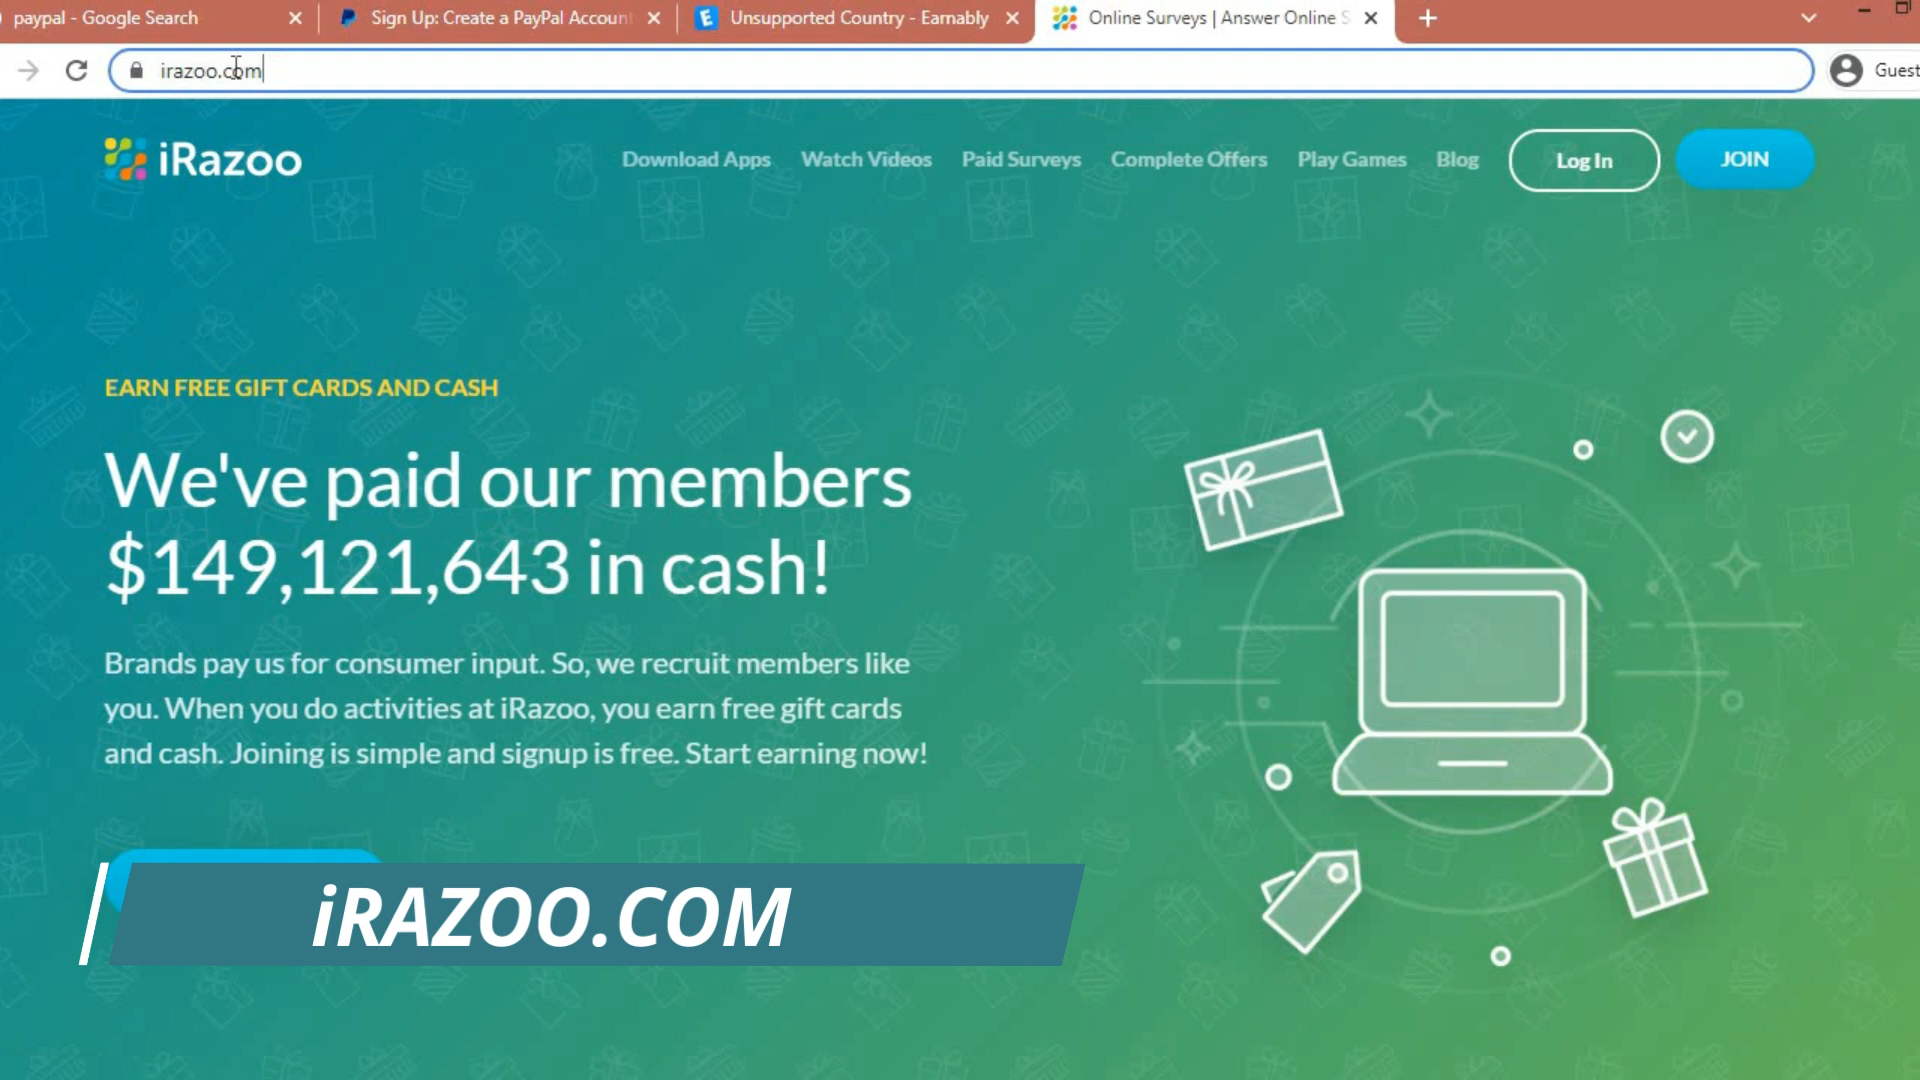 paypal - Google Search
Sign Up: Create a PayPal Account
Unsupported Country - Earnably
Online Surveys | Answer Online S
irazoo.com
Guest
iRazoo
Download Apps
Watch Videos
Paid Surveys
Complete Offers
Play Games
Blog
Log In
JOIN
EARN FREE GIFT CARDS AND CASH
We've paid our members
$149,121,643 in cash!
Brands pay us for consumer input. So, we recruit members like
you. When you do activities at iRazoo, you earn free gift cards
and cash. Joining is simple and signup is free. Start earning now!
iRAZOO.COM